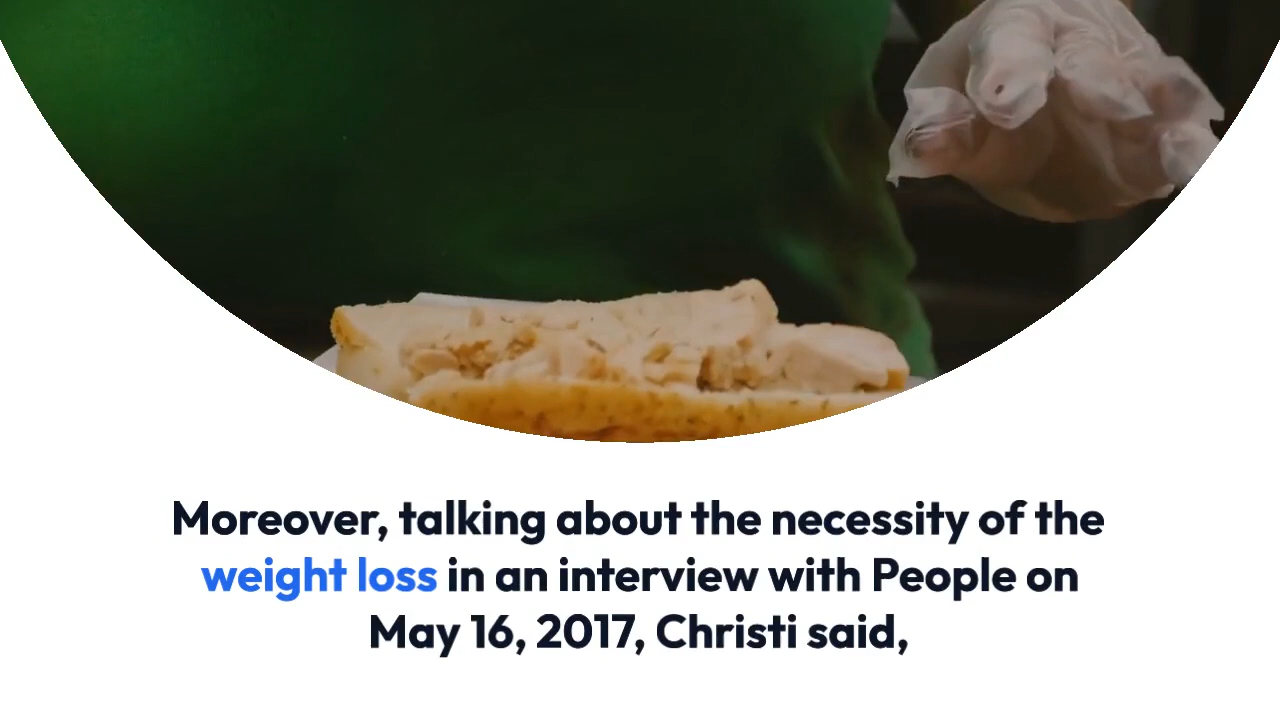 Moreover, talking about the necessity of the
weight loss in an interview with People on
May 16, 2017, Christi said,